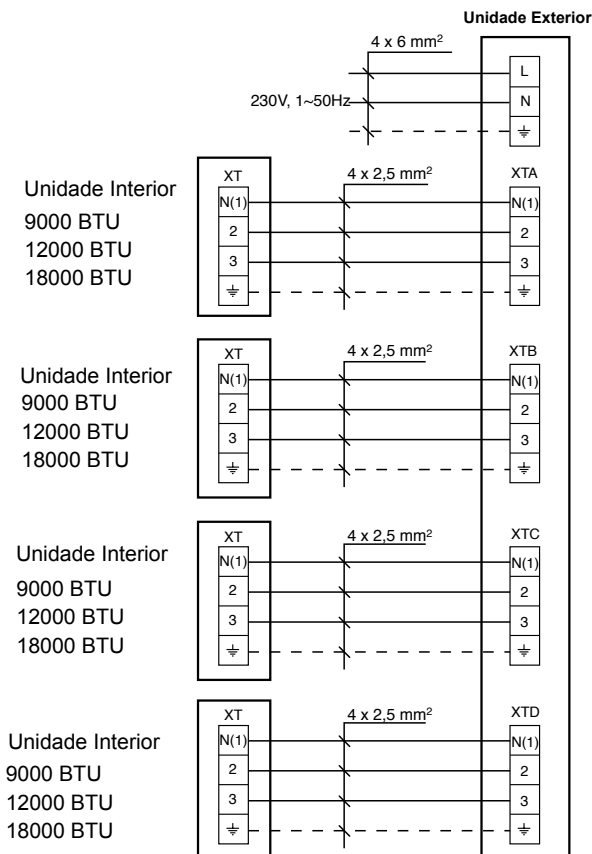 Unidade Exterior
4 x 6 mm²
L
230V, 1~50Hz
N
4 x 2,5 mm²
XT
XTA
Unidade Interior
9000 BTU
12000 BTU
18000 BTU
N(1)
2
3
N(1)
2
3
4 x 2,5 mm²
XT
XTB
Unidade Interior
9000 BTU
12000 BTU
18000 BTU
N(1)
2
3
N(1)
2
3
4 x 2,5 mm²
XT
XTC
Unidade Interior
9000 BTU
12000 BTU
18000 BTU
N(1)
2
3
N(1)
2
3
4 x 2,5 mm²
XT
XTD
Unidade Interior
9000 BTU
12000 BTU
18000 BTU
N(1)
2
3
N(1)
2
3